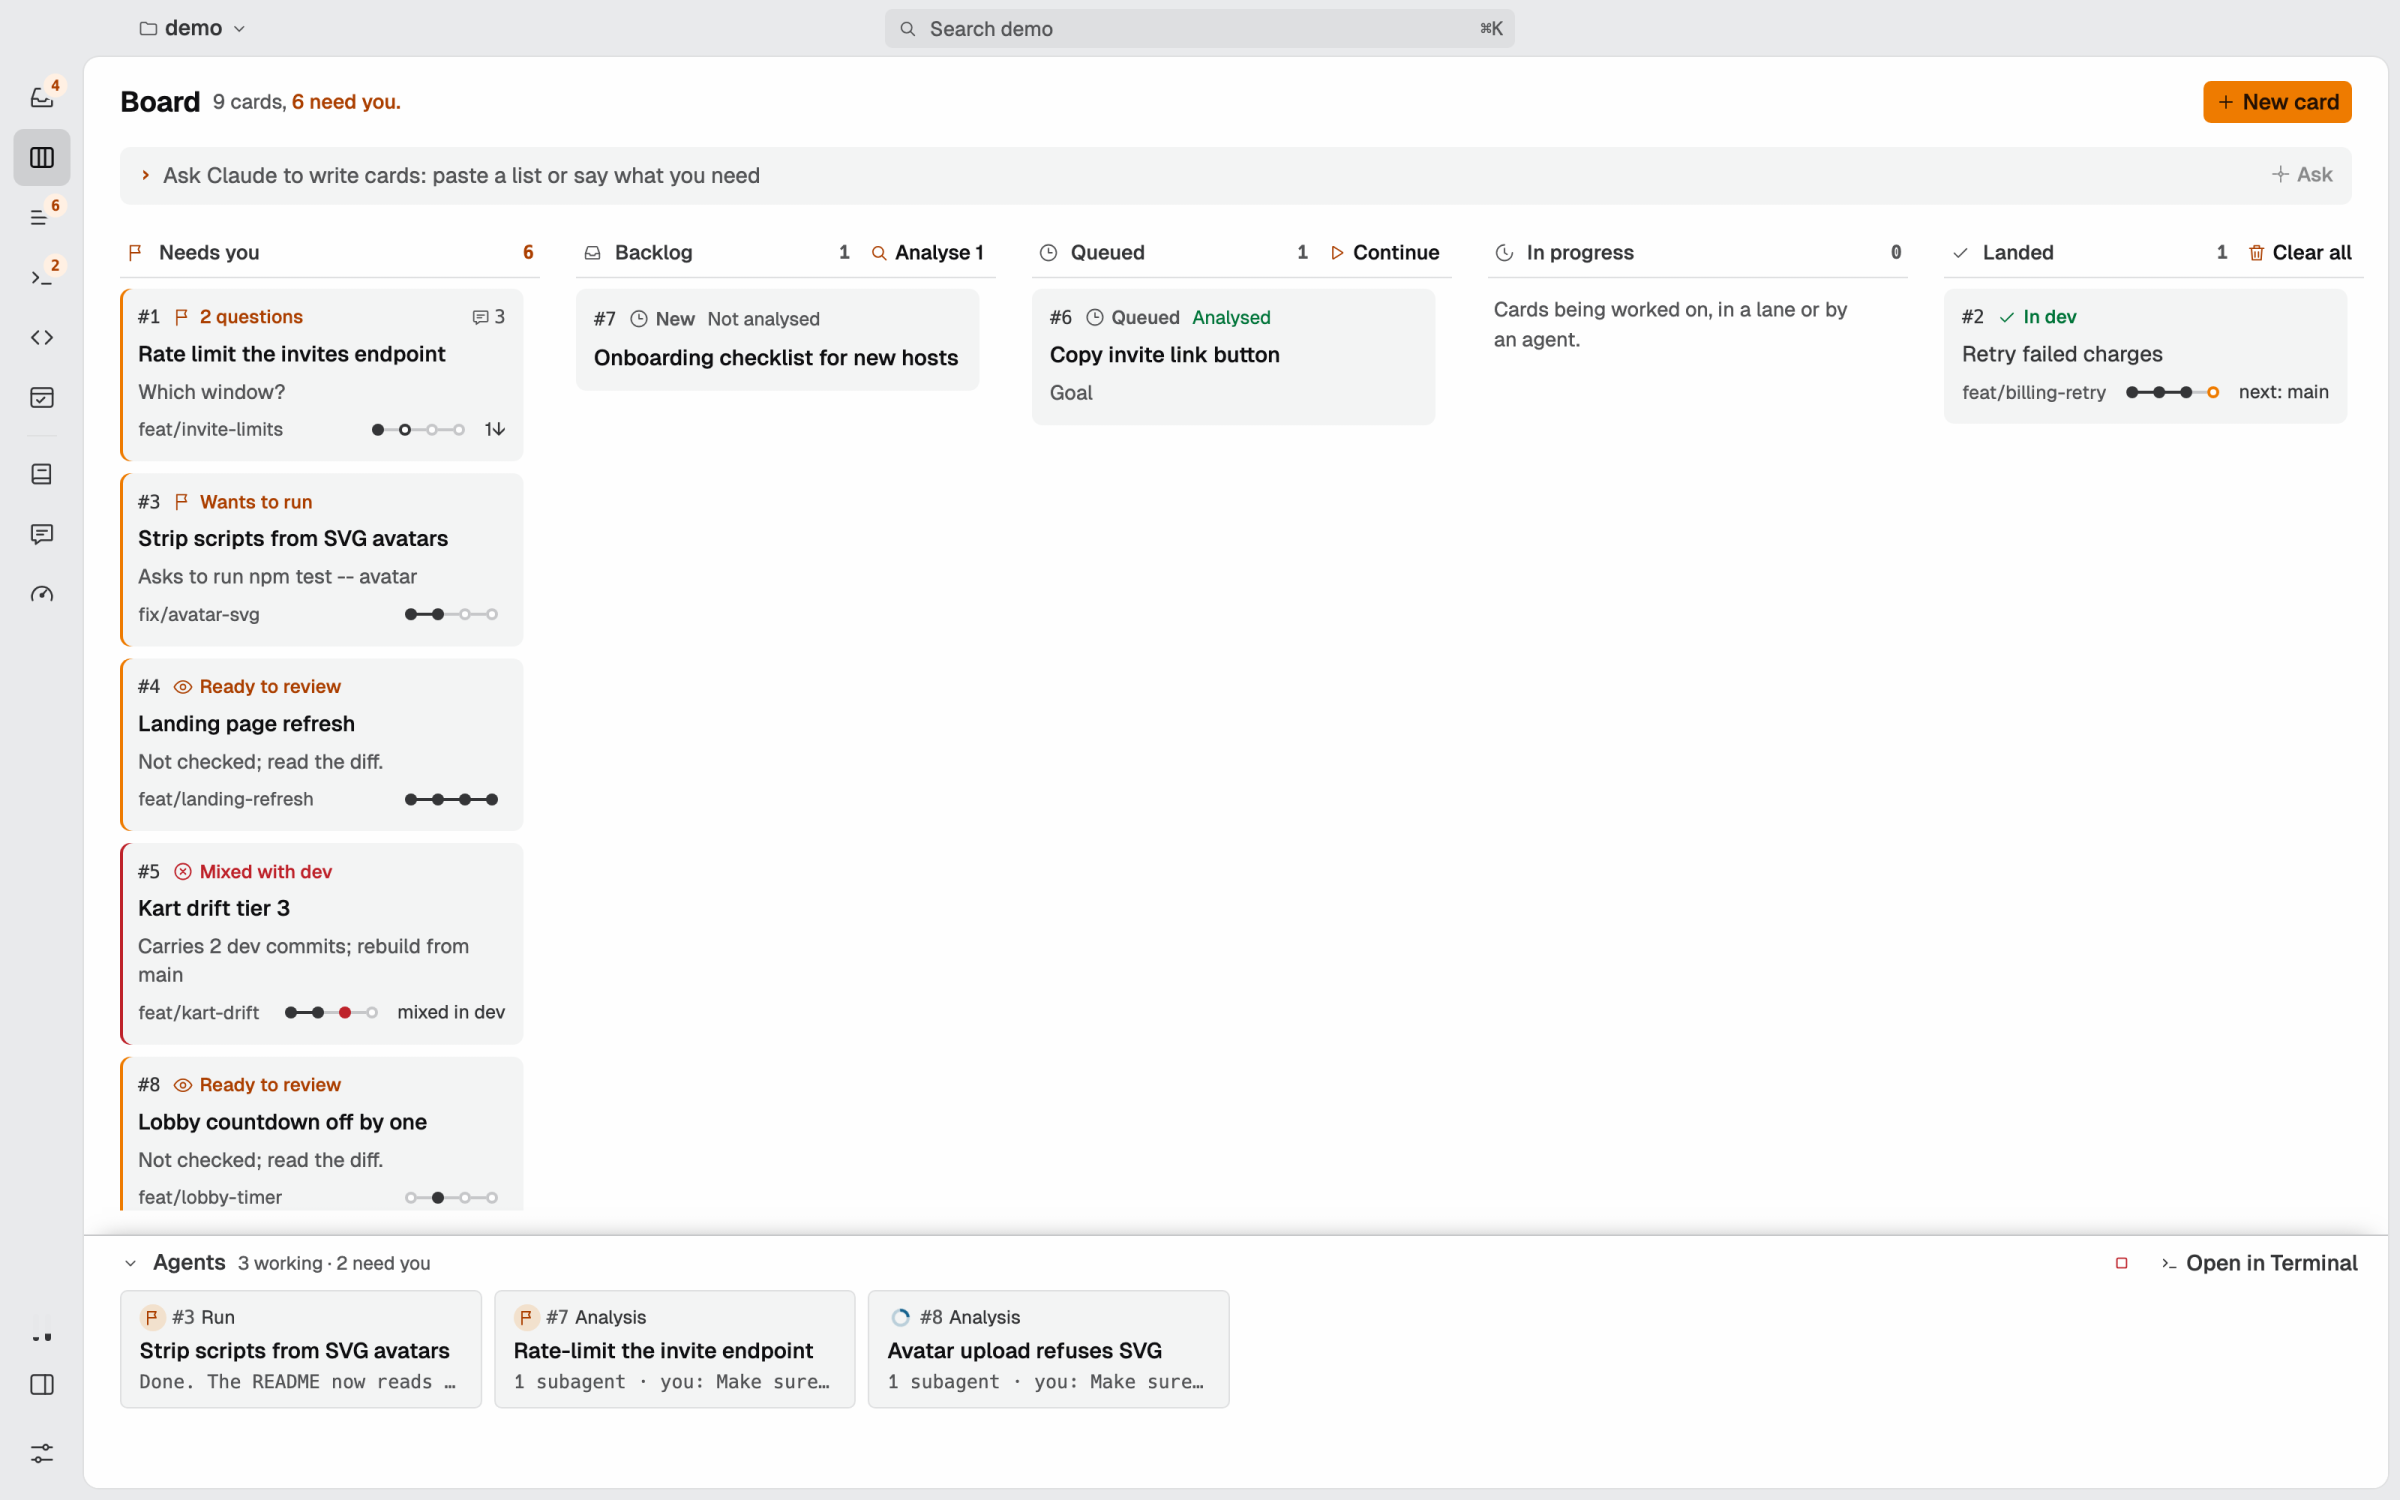 demo
Search demo
⌘K
4
6
2
Board 9 cards, 6 need you.
+ New card
Ask Claude to write cards: paste a list or say what you need
Ask
Needs you 6
#1 2 questions 3
Rate limit the invites endpoint
Which window?
feat/invite-limits 1↓
#3 Wants to run
Strip scripts from SVG avatars
Asks to run npm test -- avatar
fix/avatar-svg
#4 Ready to review
Landing page refresh
Not checked; read the diff.
feat/landing-refresh
#5 Mixed with dev
Kart drift tier 3
Carries 2 dev commits; rebuild from
main
feat/kart-drift mixed in dev
#8 Ready to review
Lobby countdown off by one
Not checked; read the diff.
feat/lobby-timer
Backlog 1 Analyse 1
#7 New Not analysed
Onboarding checklist for new hosts
Queued 1 Continue
#6 Queued Analysed
Copy invite link button
Goal
In progress 0
Cards being worked on, in a lane or by
an agent.
Landed 1 Clear all
#2 In dev
Retry failed charges
feat/billing-retry next: main
Agents 3 working · 2 need you
Open in Terminal
#3 Run
Strip scripts from SVG avatars
Done. The README now reads …
#7 Analysis
Rate-limit the invite endpoint
1 subagent · you: Make sure…
#8 Analysis
Avatar upload refuses SVG
1 subagent · you: Make sure…